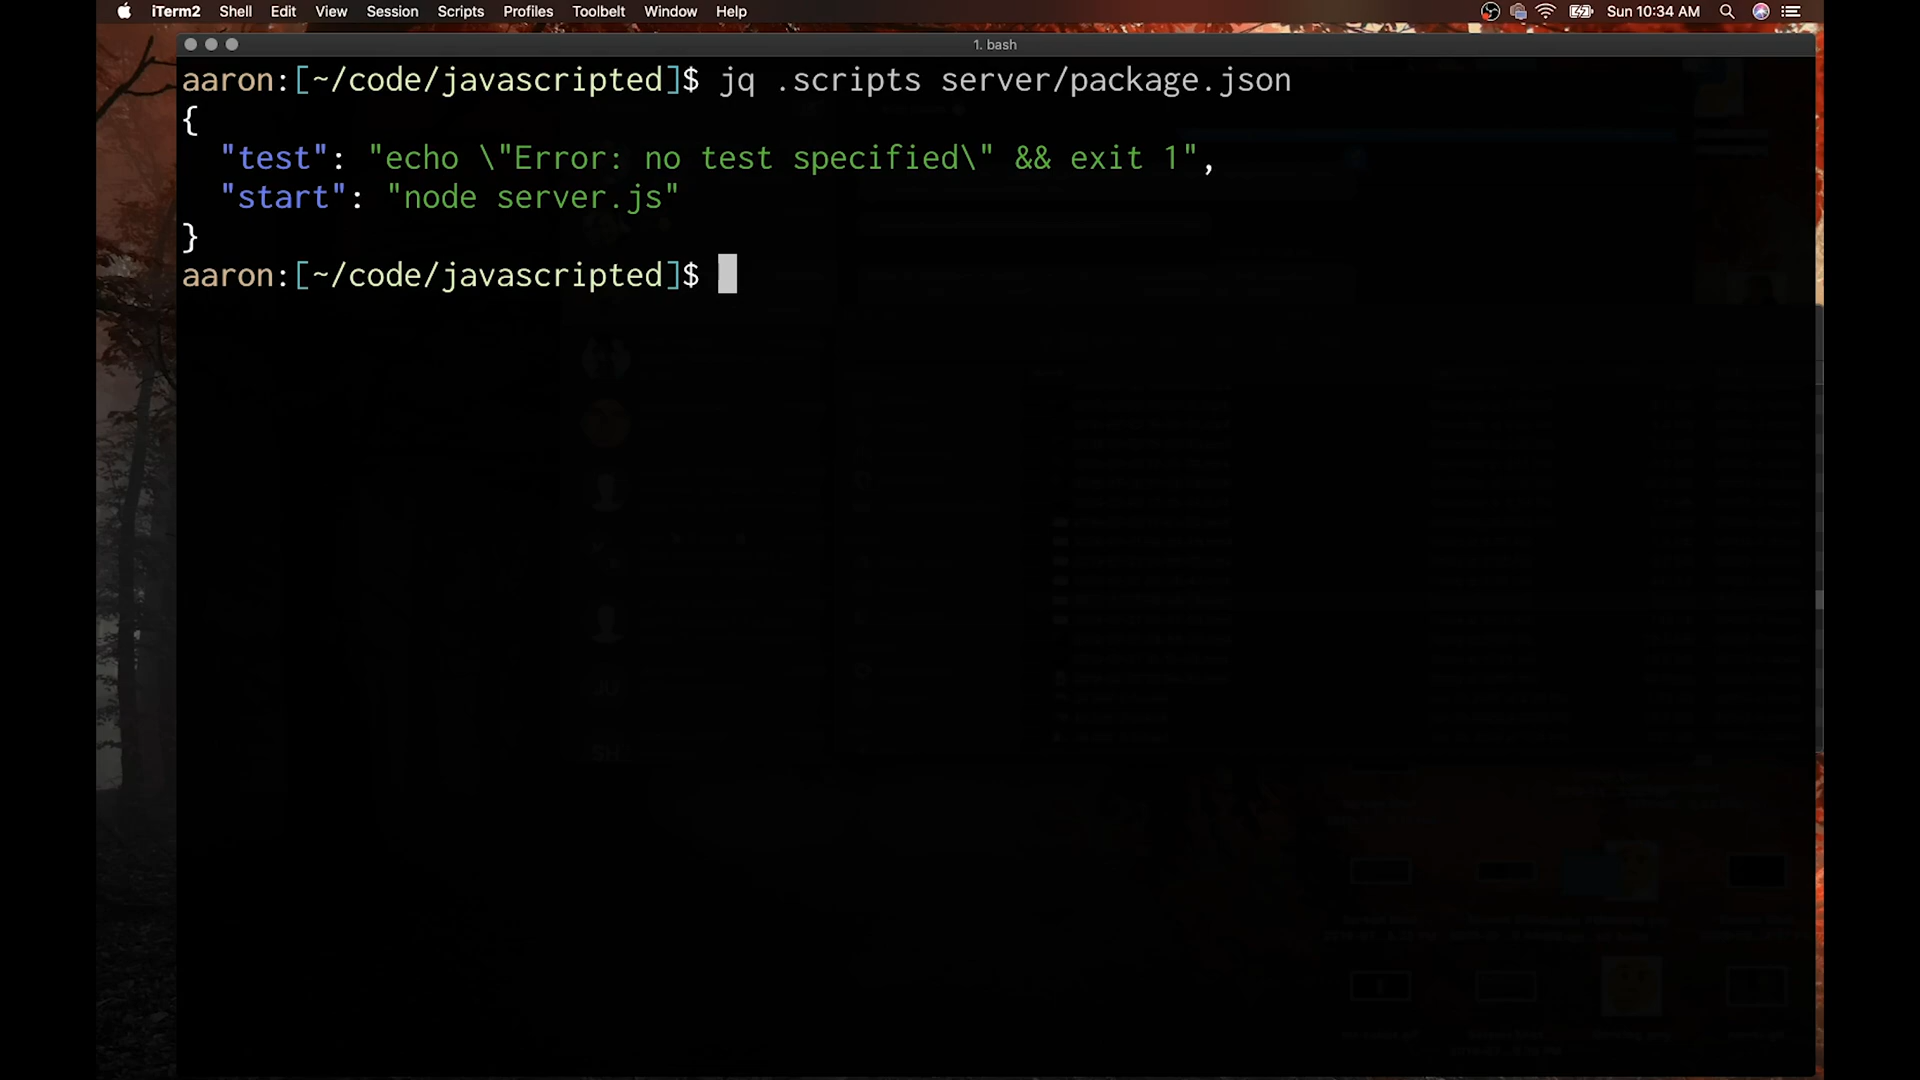 iTerm2 Shell Edit View Session Scripts Profiles Toolbelt Window Help Sun 10:34 AM
1. bash
aaron:[~/code/javascripted]$ jq .scripts server/package.json
{
  "test": "echo \"Error: no test specified\" && exit 1",
  "start": "node server.js"
}
aaron:[~/code/javascripted]$